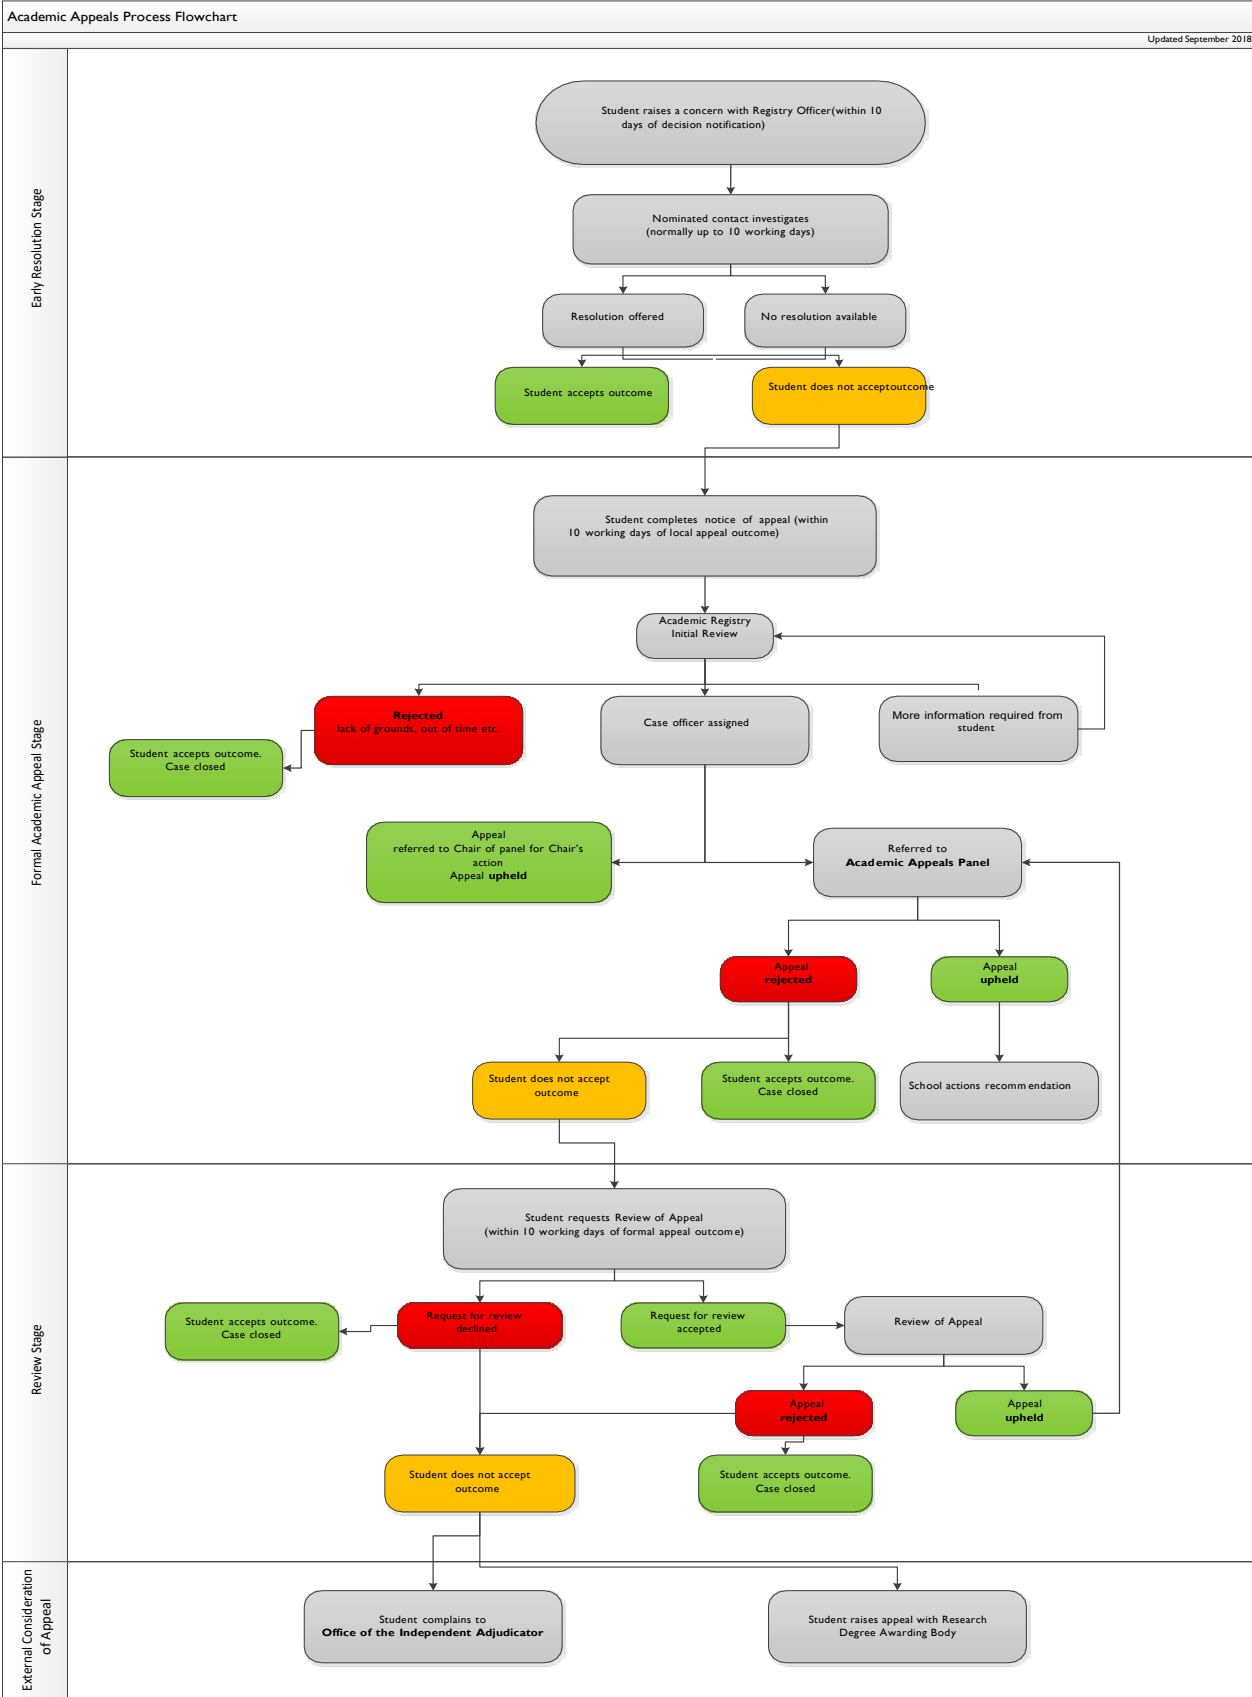 Academic Appeals Process Flowchart
Updated September 2018
Early Resolution Stage
Student raises a concern with Registry Officer(within 10
days of decision notification)
Nominated contact investigates
(normally up to 10 working days)
Resolution offered
No resolution available
Student accepts outcome
Student does not acceptoutcome
Formal Academic Appeal Stage
Student completes notice of appeal (within
10 working days of local appeal outcome)
Academic Registry
Initial Review
Rejected
lack of grounds, out of time etc.
Case officer assigned
More information required from
student
Student accepts outcome.
Case closed
Appeal
referred to Chair of panel for Chair's
action
Appeal upheld
Referred to
Academic Appeals Panel
Appeal
rejected
Appeal
upheld
Student does not accept
outcome
Student accepts outcome.
Case closed
School actions recommendation
Review Stage
Student requests Review of Appeal
(within 10 working days of formal appeal outcome)
Student accepts outcome.
Case closed
Request for review
declined
Request for review
accepted
Review of Appeal
Appeal
rejected
Appeal
upheld
Student does not accept
outcome
Student accepts outcome.
Case closed
External Consideration
of Appeal
Student complains to
Office of the Independent Adjudicator
Student raises appeal with Research
Degree Awarding Body